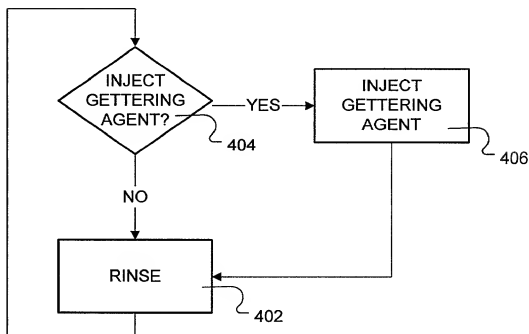 INJECT
GETTERING
AGENT?
404
YES
INJECT
GETTERING
AGENT
406
NO
RINSE
402